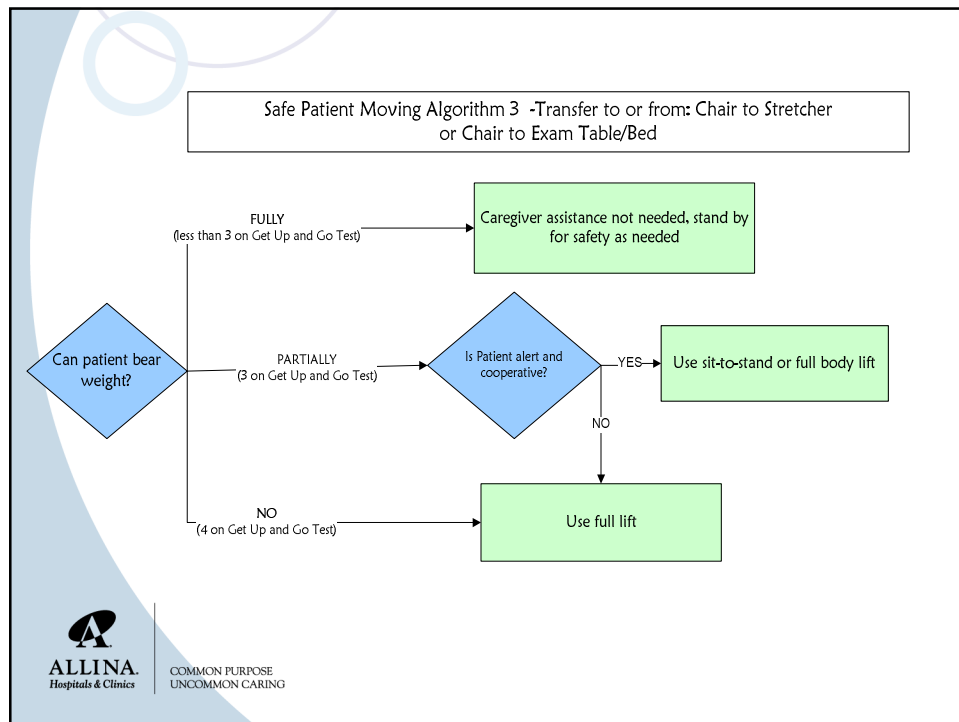 Safe Patient Moving Algorithm 3 -Transfer to or from: Chair to Stretcher
or Chair to Exam Table/Bed
FULLY
(less than 3 on Get Up and Go Test)
Caregiver assistance not needed, stand by
for safety as needed
Can patient bear
weight?
PARTIALLY
(3 on Get Up and Go Test)
Is Patient alert and
cooperative?
YES
Use sit-to-stand or full body lift
NO
NO
(4 on Get Up and Go Test)
Use full lift
ALLINA.
Hospitals & Clinics
COMMON PURPOSE
UNCOMMON CARING